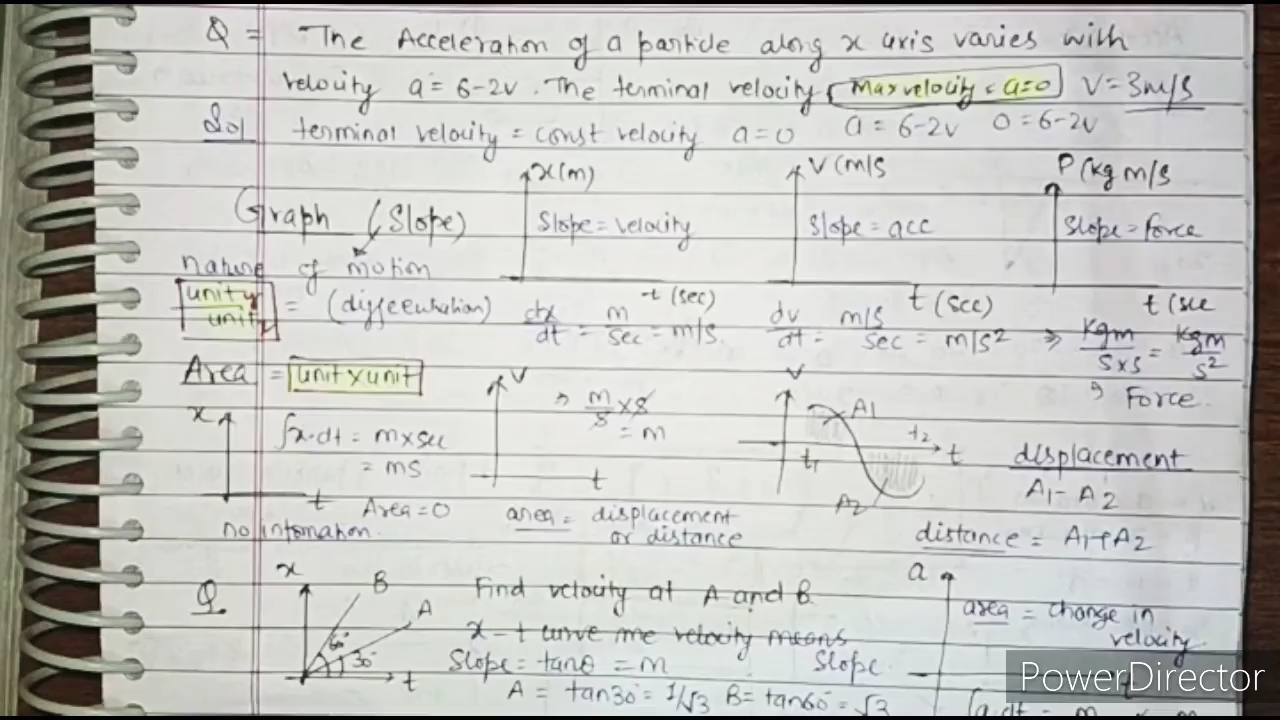 Q = The Acceleration of a particle along x axis varies with
velocity a = 6-2v. The terminal velocity Max velocity = a=0 V=3m/s
Sol terminal velocity = const velocity a=0 a = 6-2v 0=6-2v
x(m) V(m/s P(kg m/s
Graph (Slope) Slope = velocity Slope = acc Slope = force
nature of motion
t (sec) t (sec) t (sec
unit y / unit x = (diffeentiation) dx/dt = m/sec = m/s. dv/dt = m/s / sec = m/s² ⇒ kgm/s×s = kgm/s²
⇒ Force.
Area = unit x unit
x ∫x.dt = m×sec V ⇒ m/s × s V A1
= ms = m t1 t2 t displacement
A1 - A2
t Area=0 t A2
no infomation. area = displacement or distance distance = A1+A2
Q x B Find velocity at A and B a area = change in velocity
A x-t curve me velocity means
60° 30° t Slope = tanθ = m Slope
A = tan30° = 1/√3 B = tan60° = √3
∫a.dt = m
PowerDirector